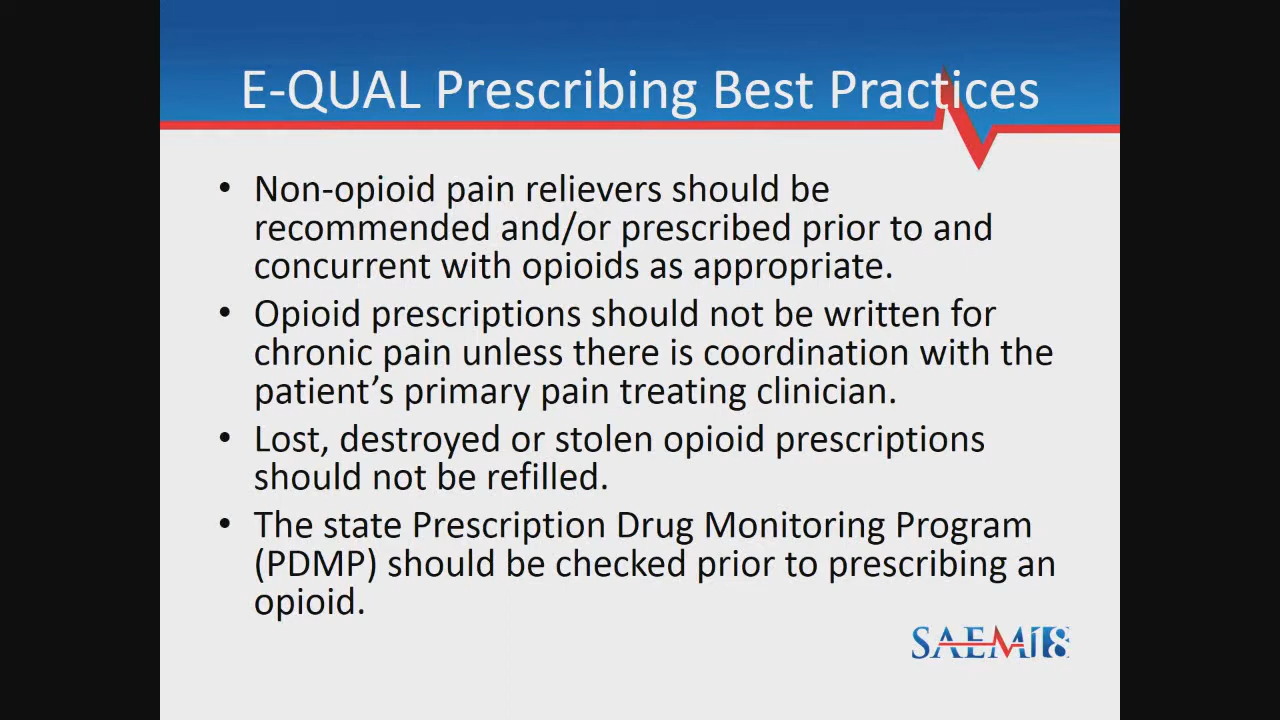 E-QUAL Prescribing Best Practices
• Non-opioid pain relievers should be
recommended and/or prescribed prior to and
concurrent with opioids as appropriate.
• Opioid prescriptions should not be written for
chronic pain unless there is coordination with the
patient’s primary pain treating clinician.
• Lost, destroyed or stolen opioid prescriptions
should not be refilled.
• The state Prescription Drug Monitoring Program
(PDMP) should be checked prior to prescribing an
opioid.
SAEM18